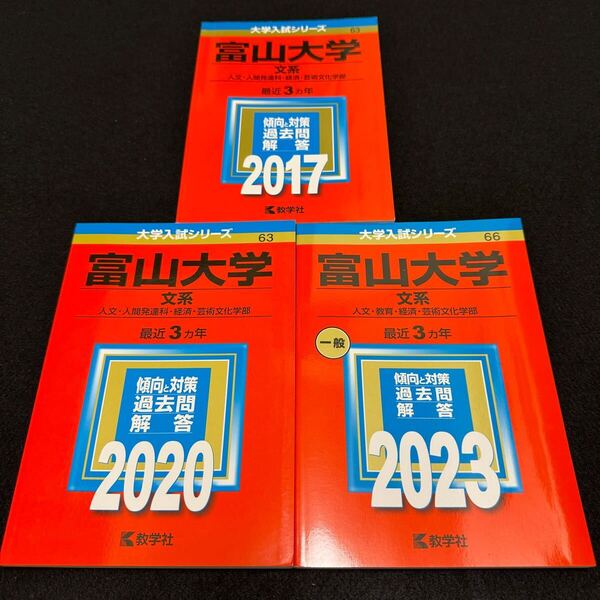 大学入試シリーズ 63
富山大学
文系
人文・人間発達科・経済・芸術文化学部
最近3カ年
傾向と対策
過去問
解答
2017
教学社
大学入試シリーズ 63
富山大学
文系
人文・人間発達科・経済・芸術文化学部
最近3カ年
傾向と対策
過去問
解答
2020
教学社
大学入試シリーズ 66
富山大学
文系
人文・教育・経済・芸術文化学部
最近3カ年
一般
傾向と対策
過去問
解答
2023
教学社